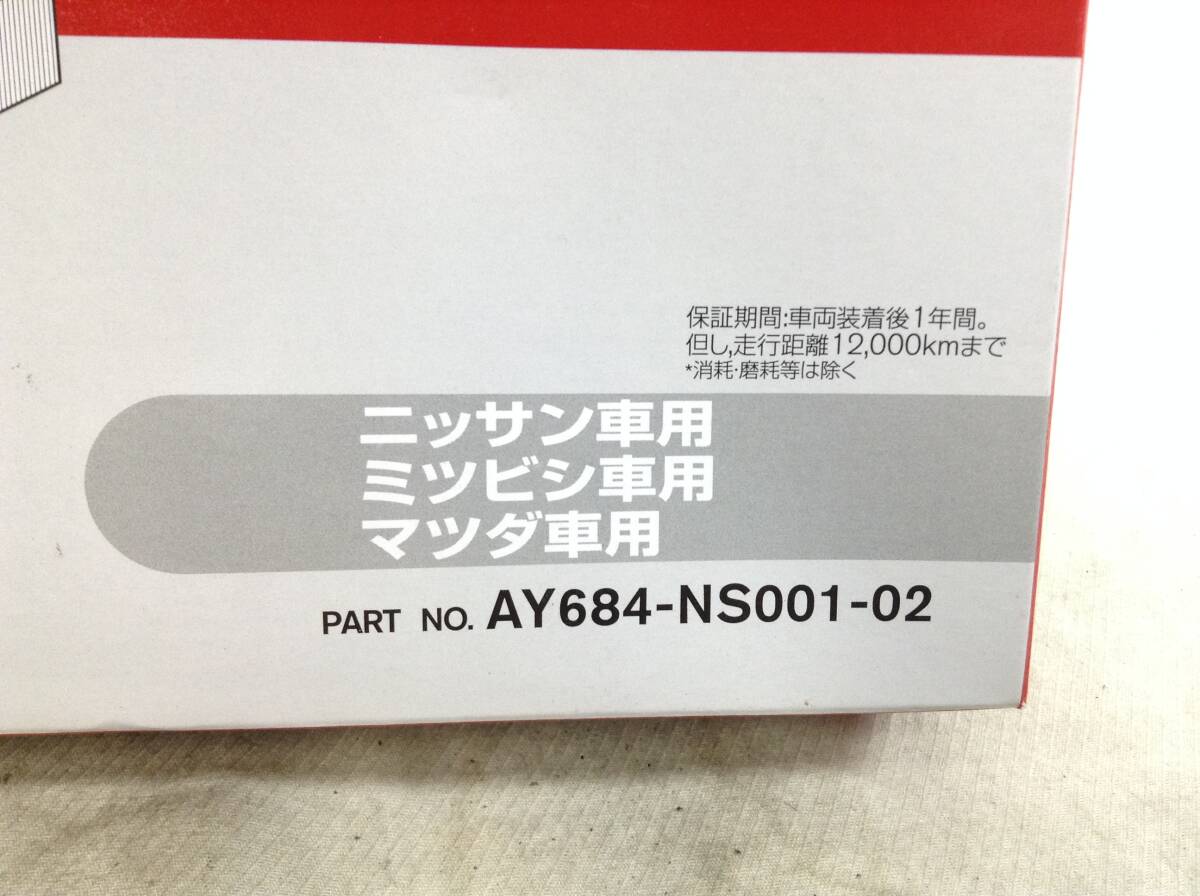 保証期間:車両装着後1年間。
但し,走行距離12,000kmまで
*消耗・磨耗等は除く
ニッサン車用
ミツビシ車用
マツダ車用
PART NO. AY684-NS001-02